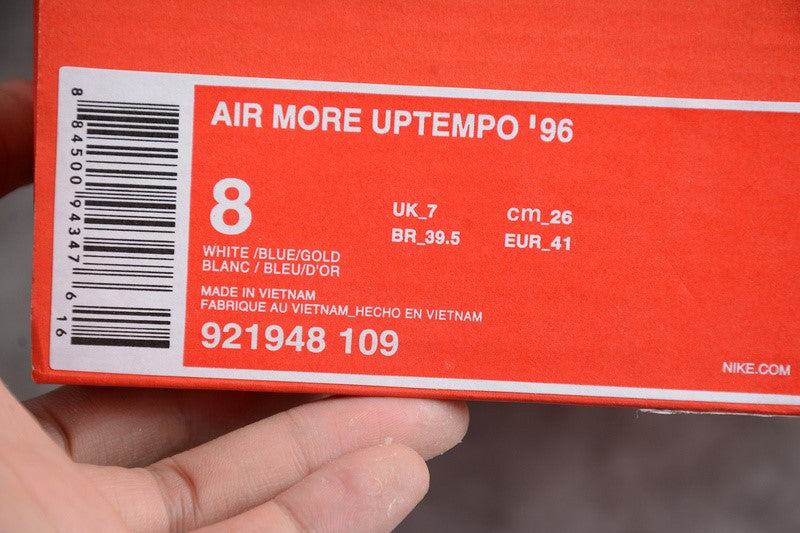 8 84500 94347 6 16
AIR MORE UPTEMPO '96
8
UK_7 cm_26
BR_39.5 EUR_41
WHITE /BLUE/GOLD
BLANC / BLEU/D'OR
MADE IN VIETNAM
FABRIQUE AU VIETNAM_HECHO EN VIETNAM
921948 109
NIKE.COM